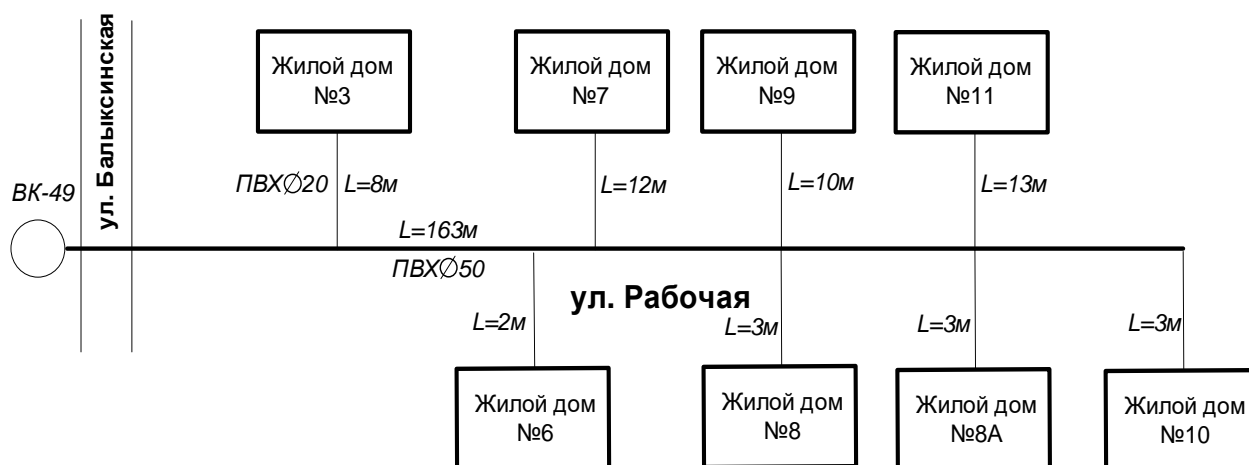 ул. Балыксинская
Жилой дом
№3
Жилой дом
№7
Жилой дом
№9
Жилой дом
№11
ВК-49
ПВХ∅20
L=8м
L=12м
L=10м
L=13м
L=163м
ПВХ∅50
ул. Рабочая
L=2м
L=3м
L=3м
L=3м
Жилой дом
№6
Жилой дом
№8
Жилой дом
№8А
Жилой дом
№10